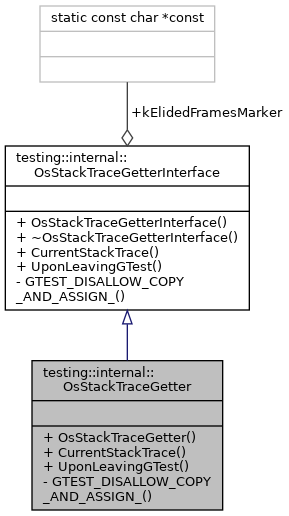 static const char *const
+kElidedFramesMarker
testing::internal::
OsStackTraceGetterInterface
+ OsStackTraceGetterInterface()
+ ~OsStackTraceGetterInterface()
+ CurrentStackTrace()
+ UponLeavingGTest()
- GTEST_DISALLOW_COPY
_AND_ASSIGN_()
testing::internal::
OsStackTraceGetter
+ OsStackTraceGetter()
+ CurrentStackTrace()
+ UponLeavingGTest()
- GTEST_DISALLOW_COPY
_AND_ASSIGN_()